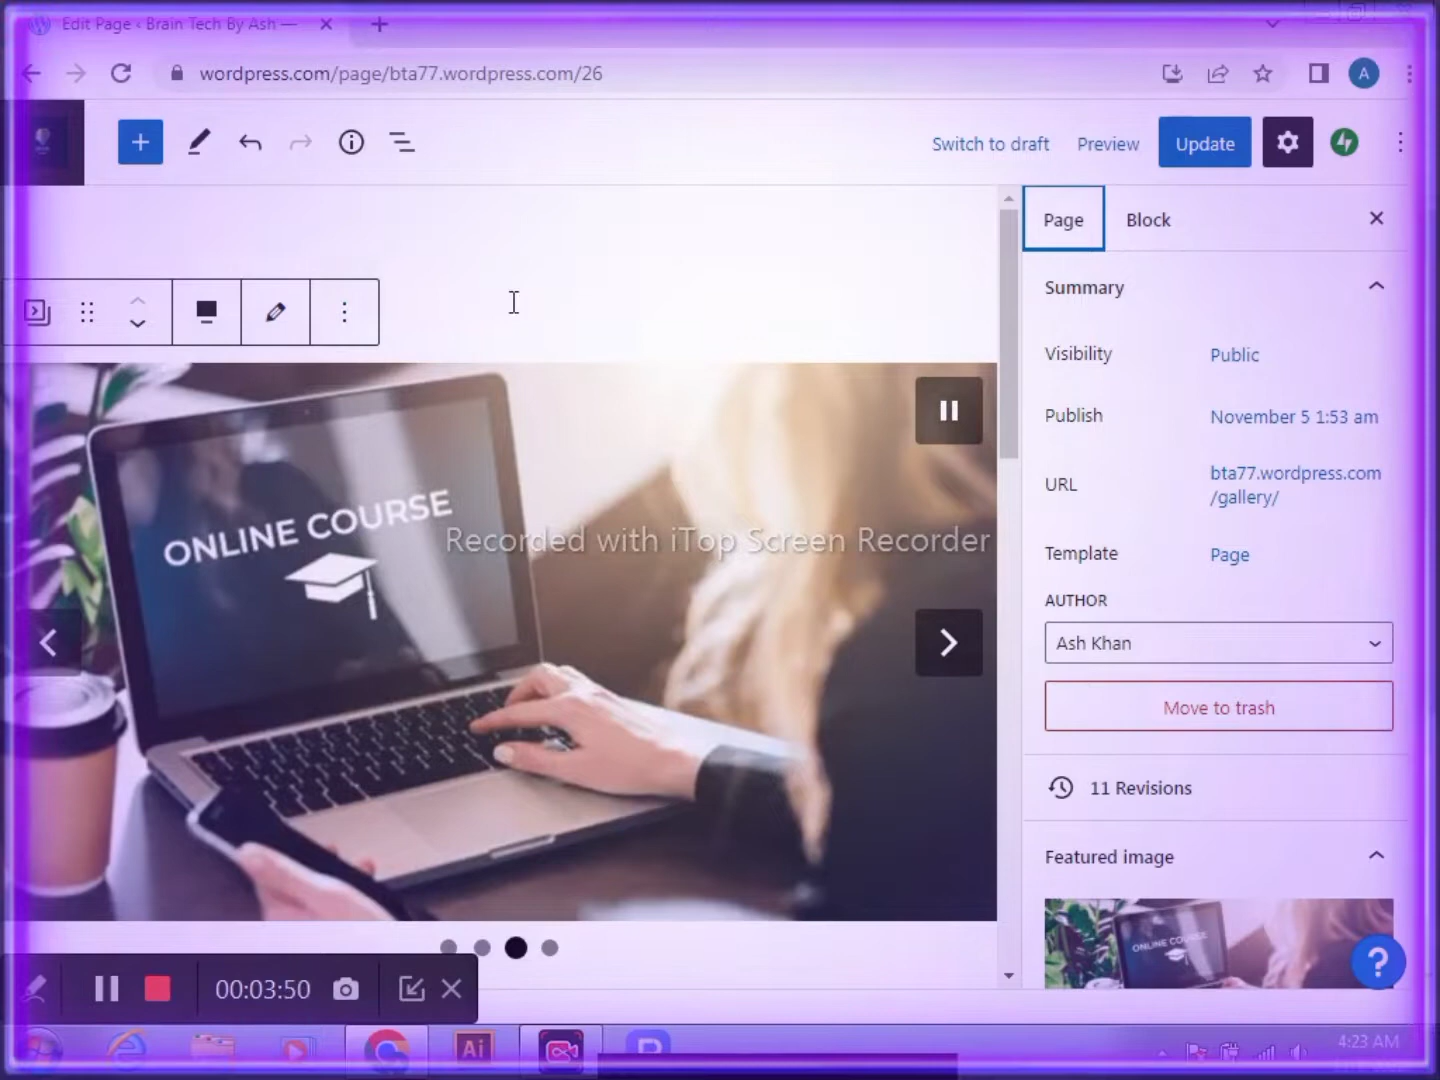 Edit Page ‹ Brain Tech By Ash —
wordpress.com/page/bta77.wordpress.com/26
A
Switch to draft
Preview
Update
Page
Block
Summary
Visibility
Public
Publish
November 5 1:53 am
URL
bta77.wordpress.com
/gallery/
Template
Page
AUTHOR
Ash Khan
Move to trash
11 Revisions
Featured image
ONLINE COURSE
Recorded with iTop Screen Recorder
ONLINE COURSE
?
00:03:50
Ai
4:23 AM